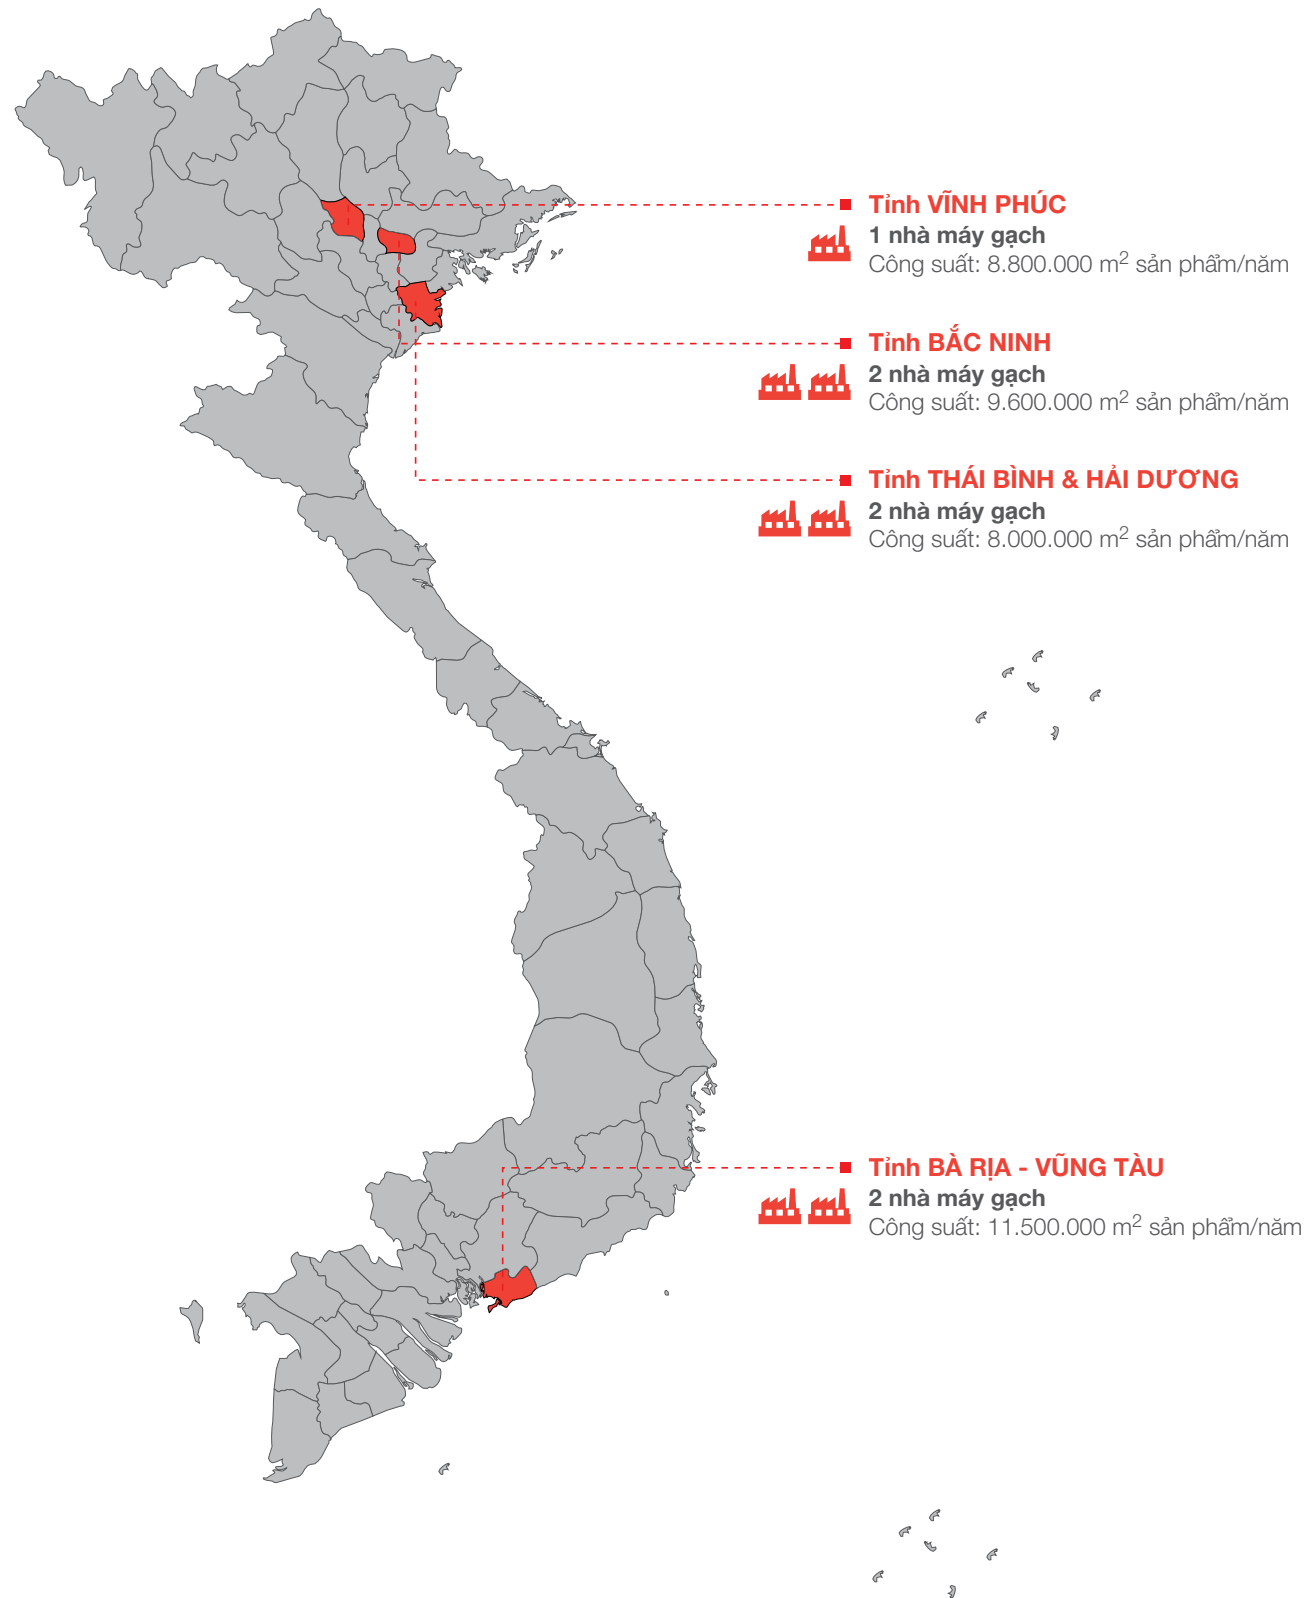 Tỉnh VĨNH PHÚC
1 nhà máy gạch
Công suất: 8.800.000 m² sản phẩm/năm
Tỉnh BẮC NINH
2 nhà máy gạch
Công suất: 9.600.000 m² sản phẩm/năm
Tỉnh THÁI BÌNH & HẢI DƯƠNG
2 nhà máy gạch
Công suất: 8.000.000 m² sản phẩm/năm
Tỉnh BÀ RỊA - VŨNG TÀU
2 nhà máy gạch
Công suất: 11.500.000 m² sản phẩm/năm